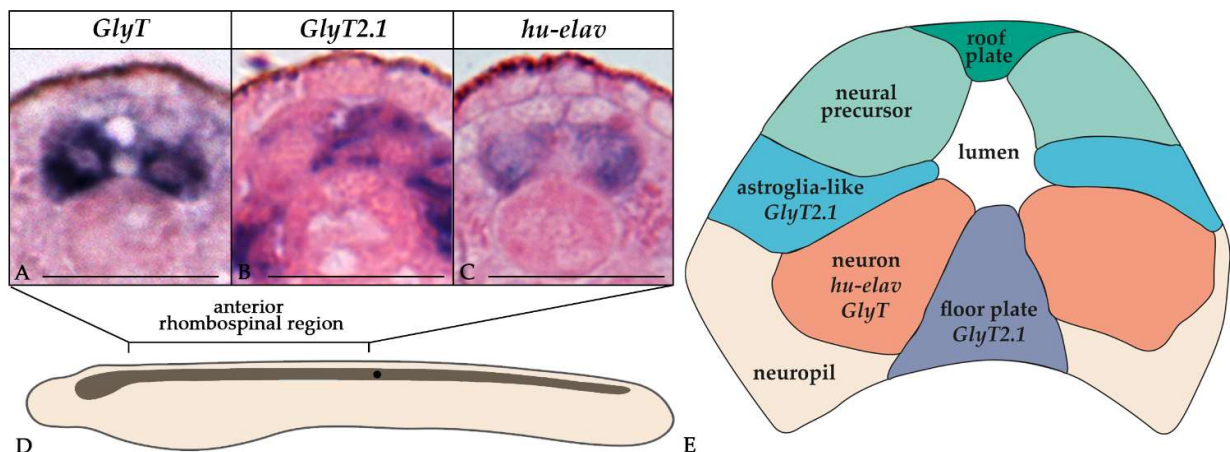 GlyT
GlyT2.1
hu-elav
A
B
C
anterior
rhombospinal region
D
roof
plate
neural
precursor
lumen
astroglia-like
GlyT2.1
neuron
hu-elav
GlyT
floor plate
GlyT2.1
neuropil
E